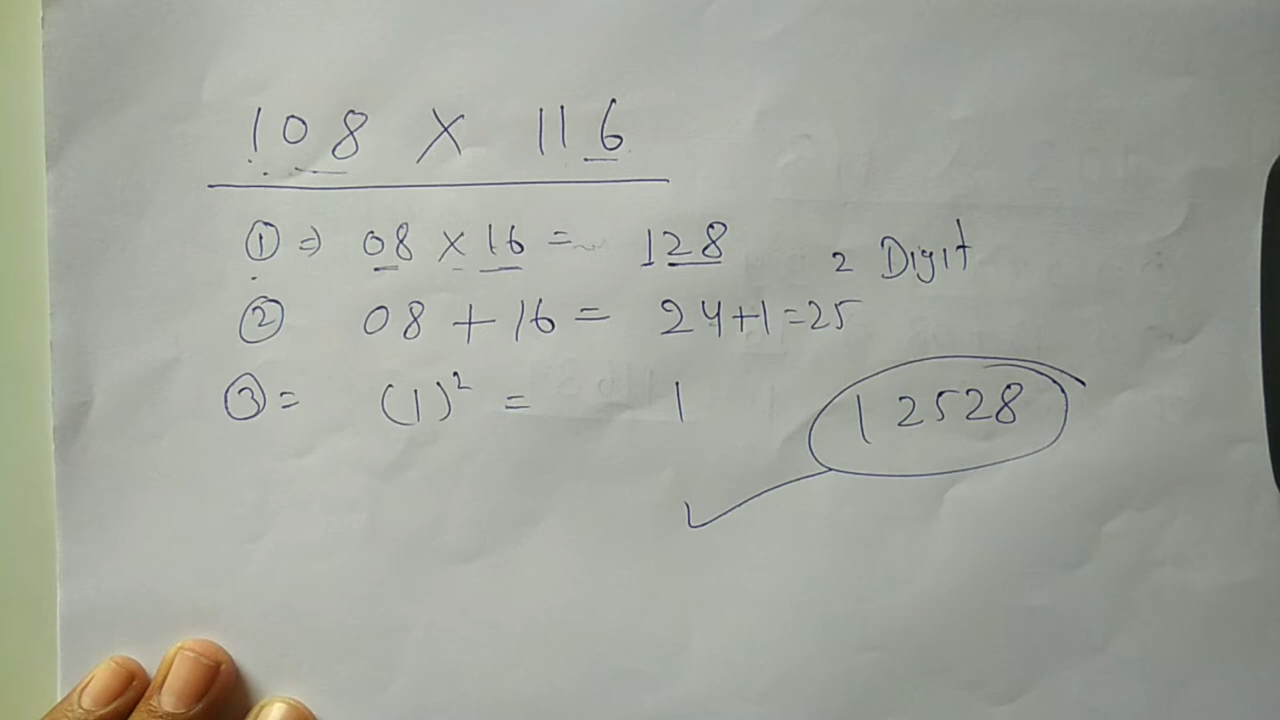 108 X 116
① ⇒ 08 X 16 = 128 2 Digit
② 08 + 16 = 24+1=25
③ = (1)² = 1 12528